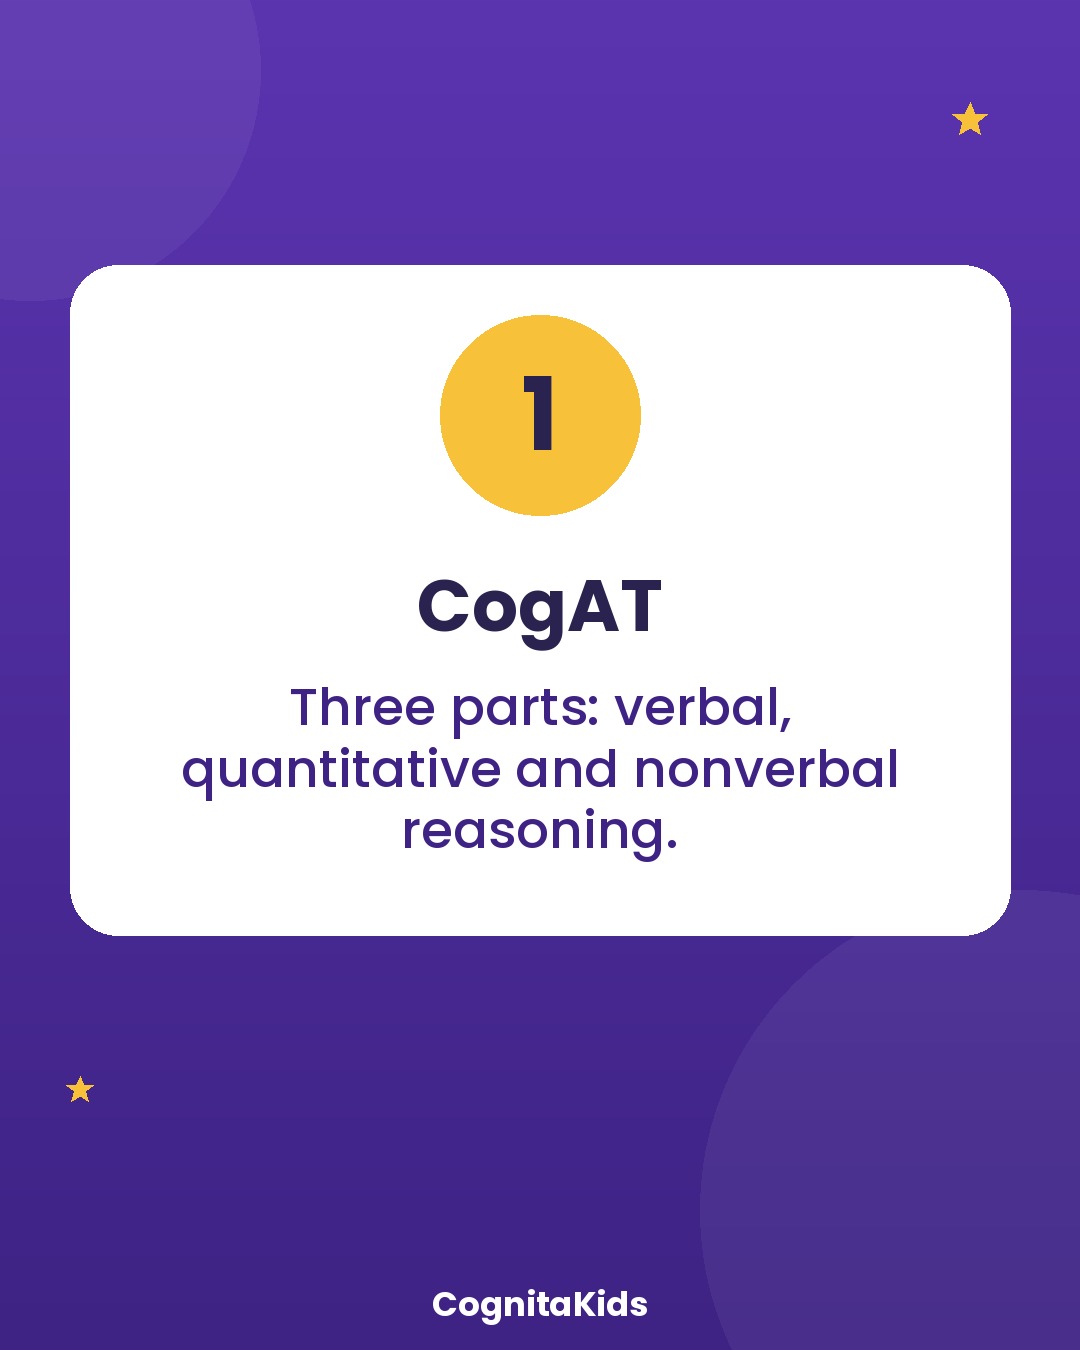 1
CogAT
Three parts: verbal,
quantitative and nonverbal
reasoning.
CognitaKids